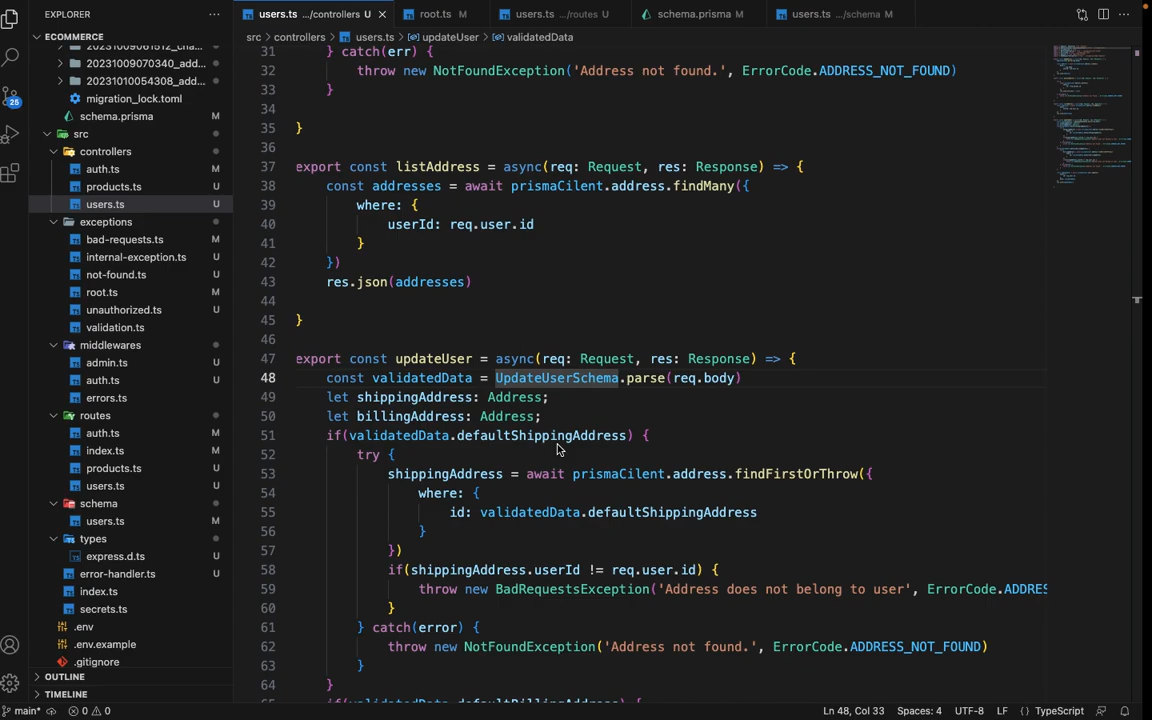 EXPLORER
ECOMMERCE
20231009061512_cha...
20231009070340_add...
20231010054308_add...
migration_lock.toml
schema.prisma M
src
controllers
auth.ts M
products.ts M
users.ts U
exceptions
bad-requests.ts M
internal-exception.ts U
not-found.ts U
root.ts M
unauthorized.ts U
validation.ts U
middlewares
admin.ts U
auth.ts U
errors.ts U
routes
auth.ts U
index.ts U
products.ts U
users.ts U
schema
users.ts M
types
express.d.ts U
error-handler.ts U
index.ts
secrets.ts
.env
.env.example
.gitignore
OUTLINE
TIMELINE
25
users.ts .../controllers U
root.ts M
users.ts .../routes U
schema.prisma M
users.ts .../schema M
src > controllers > users.ts > updateUser > validatedData
31 } catch(err) {
32 throw new NotFoundException('Address not found.', ErrorCode.ADDRESS_NOT_FOUND)
33 }
34
35 }
36
37 export const listAddress = async(req: Request, res: Response) => {
38 const addresses = await prismaCilent.address.findMany({
39 where: {
40 userId: req.user.id
41 }
42 })
43 res.json(addresses)
44
45 }
46
47 export const updateUser = async(req: Request, res: Response) => {
48 const validatedData = UpdateUserSchema.parse(req.body)
49 let shippingAddress: Address;
50 let billingAddress: Address;
51 if(validatedData.defaultShippingAddress) {
52 try {
53 shippingAddress = await prismaCilent.address.findFirstOrThrow({
54 where: {
55 id: validatedData.defaultShippingAddress
56 }
57 })
58 if(shippingAddress.userId != req.user.id) {
59 throw new BadRequestsException('Address does not belong to user', ErrorCode.ADDRE
60 }
61 } catch(error) {
62 throw new NotFoundException('Address not found.', ErrorCode.ADDRESS_NOT_FOUND)
63 }
64 }
65 if(validatedData.defaultBillingAddress) {
main* 0 0
Ln 48, Col 33 Spaces: 4 UTF-8 LF {} TypeScript